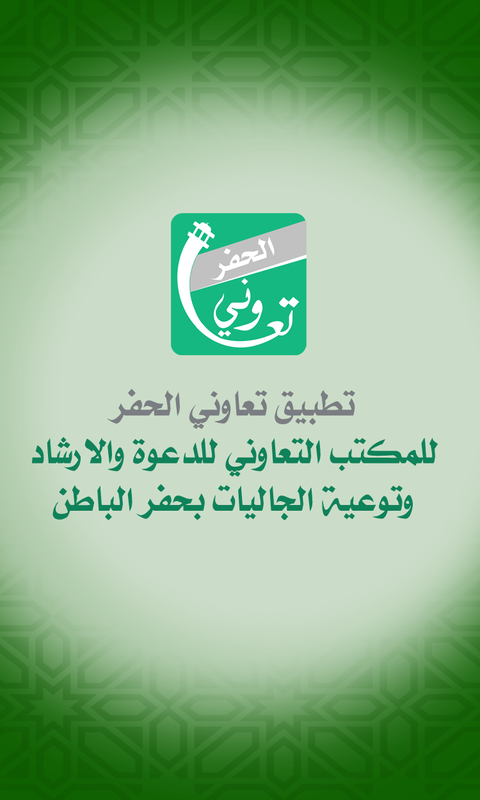 الحفر
تعاوني
تطبيق تعاوني الحفر
للمكتب التعاوني للدعوة والارشاد
وتوعية الجاليات بحفر الباطن